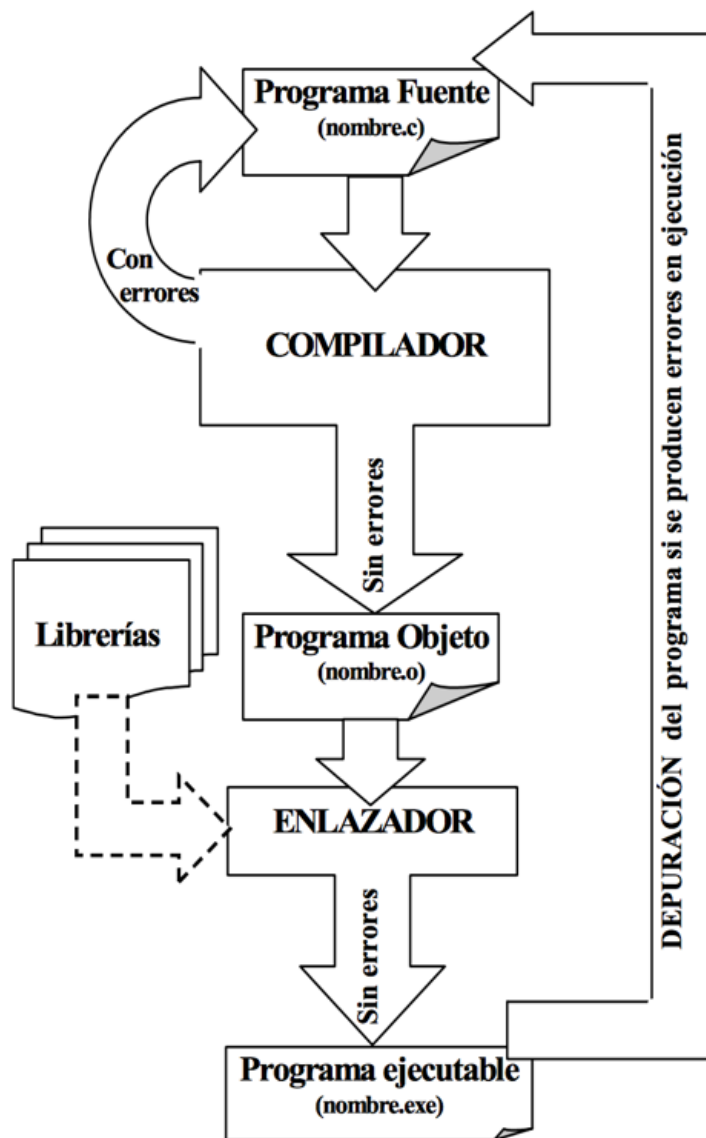 Programa Fuente
(nombre.c)
Con
errores
COMPILADOR
Sin errores
Librerías
Programa Objeto
(nombre.o)
ENLAZADOR
Sin errores
Programa ejecutable
(nombre.exe)
DEPURACIÓN del programa si se producen errores en ejecución